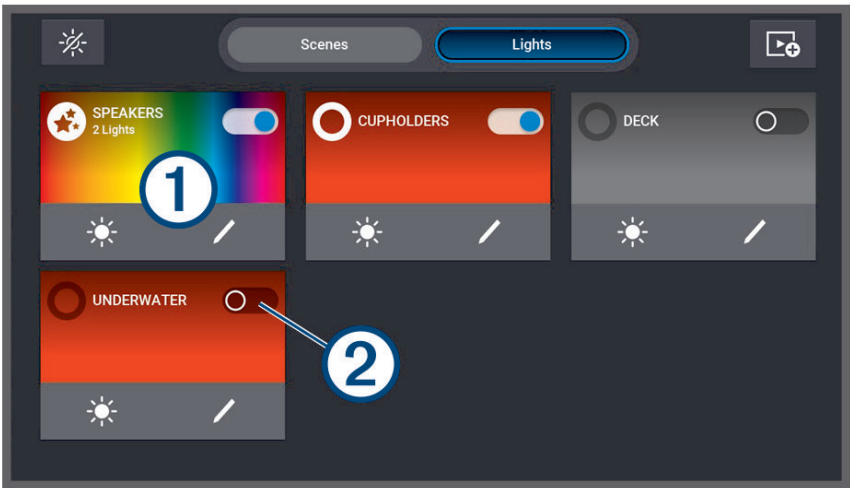 Scenes
Lights
SPEAKERS
2 Lights
CUPHOLDERS
DECK
1
UNDERWATER
2